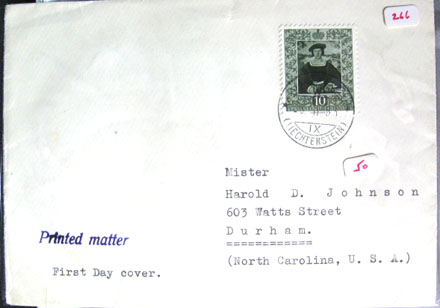 266
10
(LIECHTENSTEIN)
IX
50
Mister
Harold D. Johnson
603 Watts Street
Durham.
============
(North Carolina, U. S. A.)
Printed matter
First Day cover.